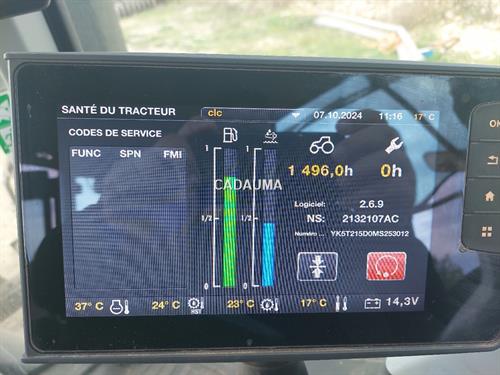 SANTÉ DU TRACTEUR clc 07.10.2024 11:16 17°C
CODES DE SERVICE
FUNC SPN FMI
1 1
1 496,0h 0h
CADAUMA
1/2 1/2
Logiciel: 2.6.9
NS: 2132107AC
Numéro ... YK5T215D0MS253012
0 0
37° C 24° C HST 23° C 17° C 14,3V
OK